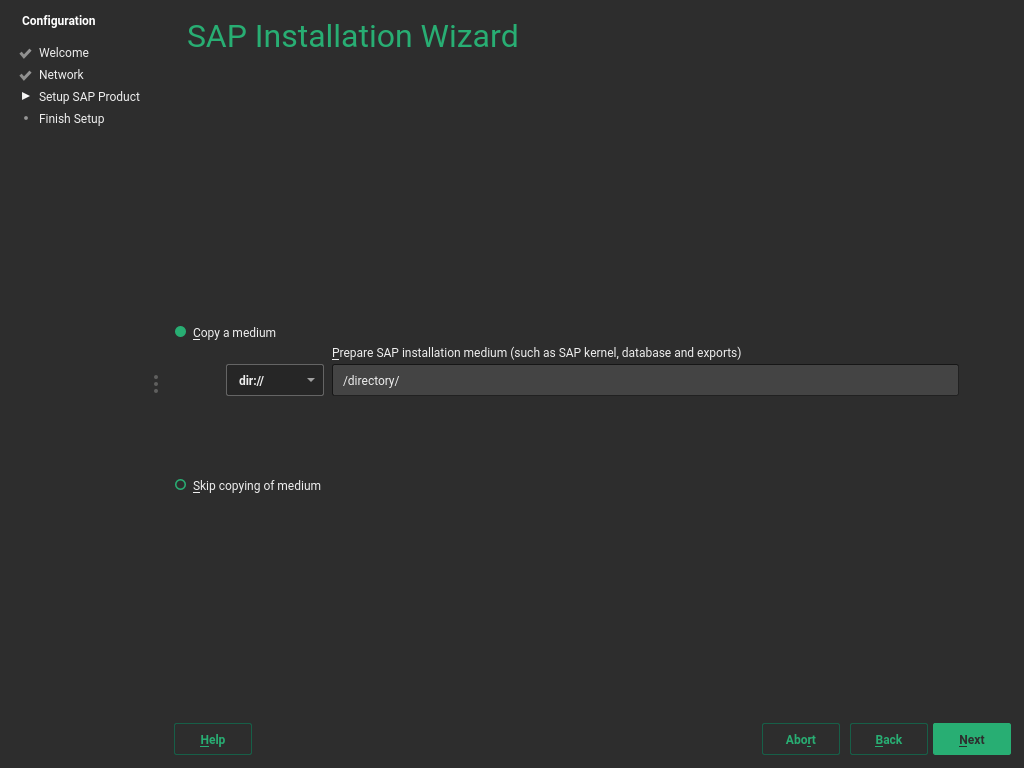 Configuration
Welcome
Network
Setup SAP Product
Finish Setup
SAP Installation Wizard
Copy a medium
Prepare SAP installation medium (such as SAP kernel, database and exports)
dir://
/directory/
Skip copying of medium
Help
Abort
Back
Next